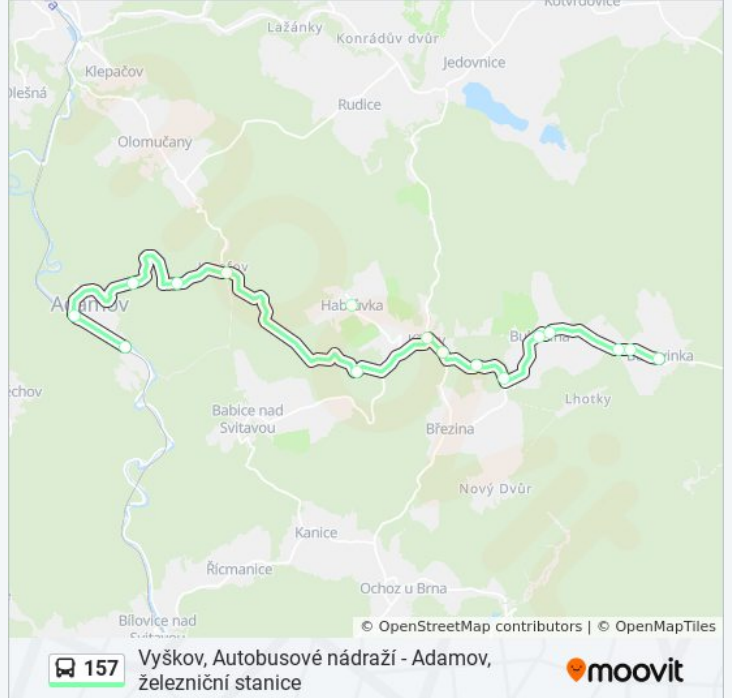 Kotvrdovice
Lažánky
Konrádův dvůr
Klepačov
Jedovnice
Olešná
Rudice
Olomučany
Adamov
Habrůvka
Lhotky
Babice nad
Svitavou
Březina
Nový Dvůr
Kanice
Řícmanice
Ochoz u Brna
Bílovice nad
Svitavou
© OpenStreetMap contributors | © OpenMapTiles
157
Vyškov, Autobusové nádraží - Adamov,
železniční stanice
moovit